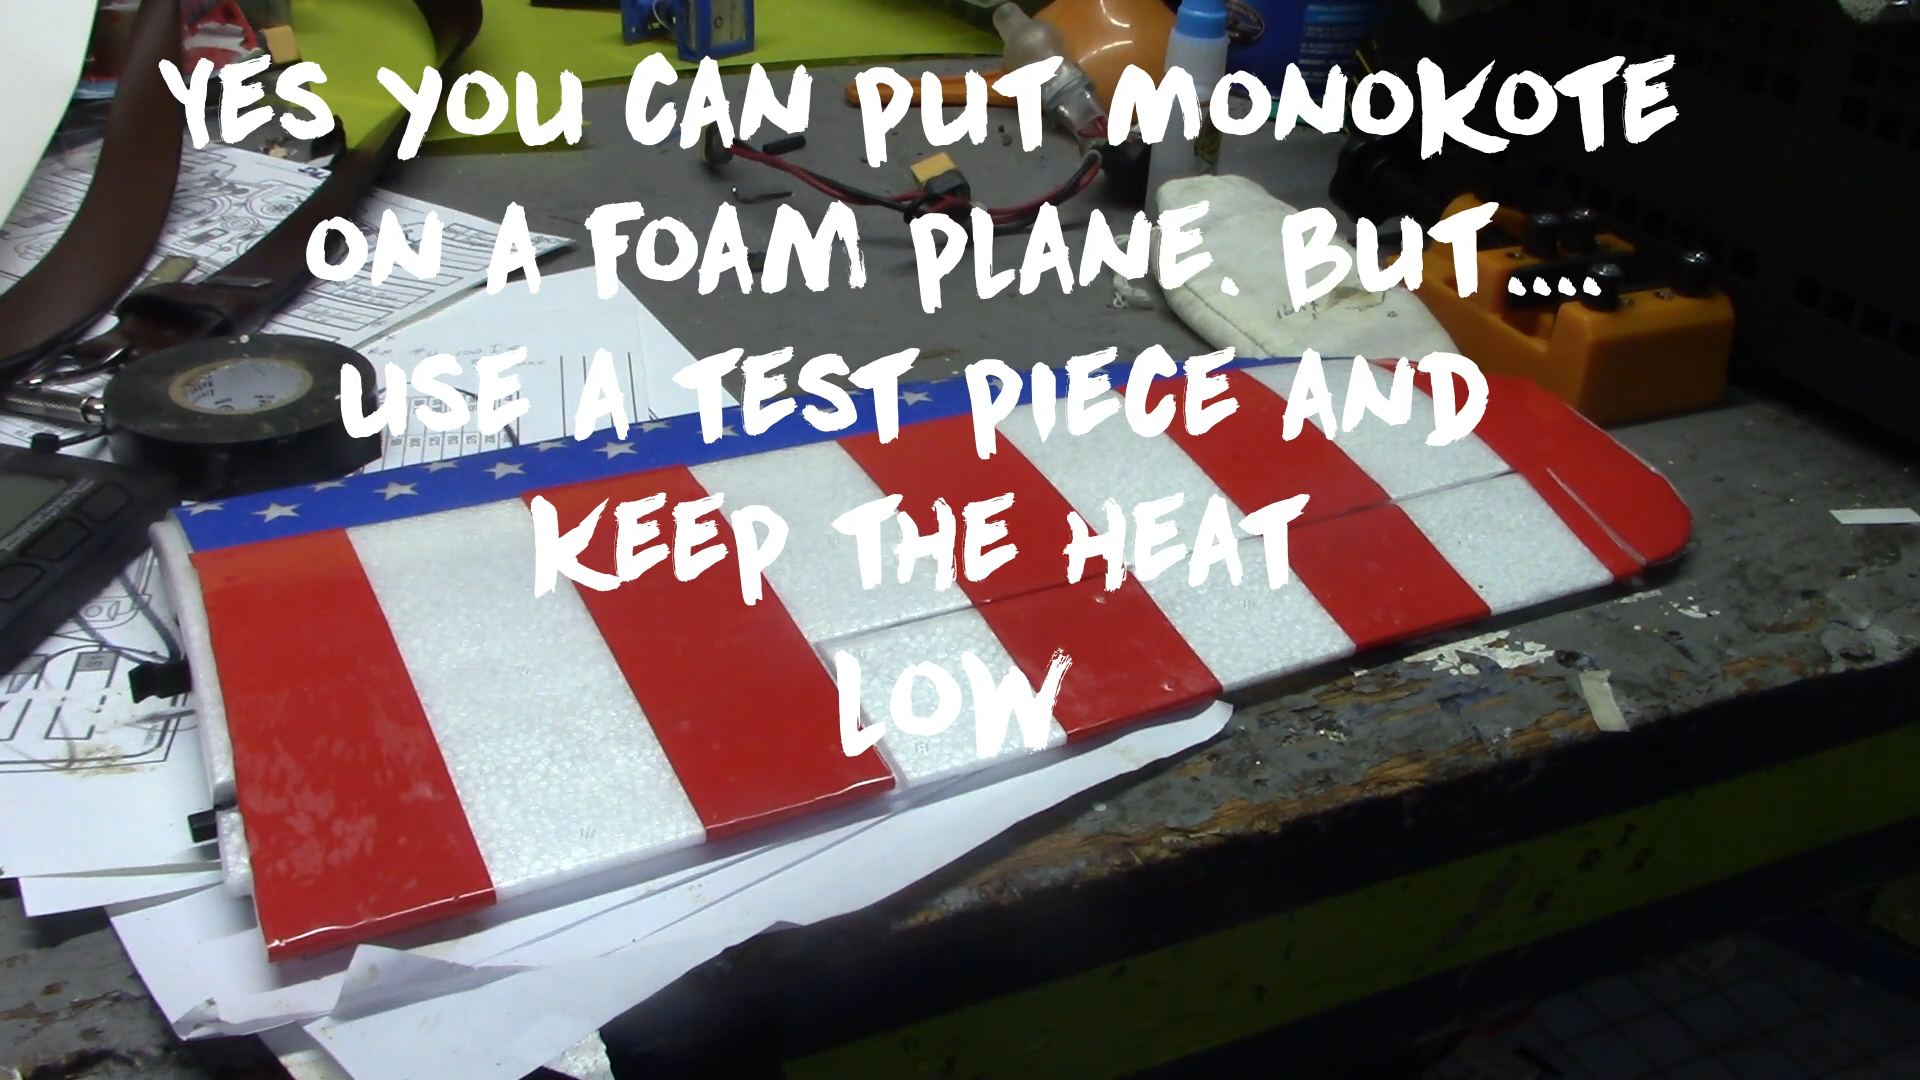 YES YOU CAN PUT MONOKOTE
ON A FOAM PLANE. BUT....
USE A TEST PIECE AND
KEEP THE HEAT
LOW